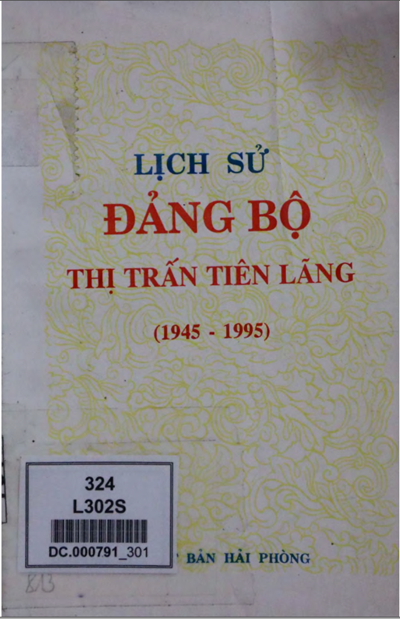 LỊCH SỬ
ĐẢNG BỘ
THỊ TRẤN TIÊN LÃNG
(1945 - 1995)
324
L302S
DC.000791_301
BẢN HẢI PHÒNG